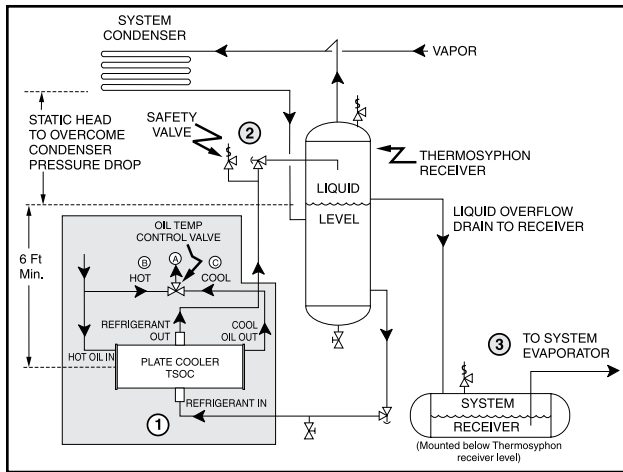 SYSTEM
CONDENSER
VAPOR
STATIC HEAD
TO OVERCOME
CONDENSER
PRESSURE DROP
SAFETY
VALVE
2
S
S
THERMOSYPHON
RECEIVER
LIQUID
LEVEL
LIQUID OVERFLOW
DRAIN TO RECEIVER
6 Ft
Min.
OIL TEMP
CONTROL VALVE
B
A
C
HOT
COOL
REFRIGERANT
OUT
COOL
OIL OUT
HOT OIL IN
PLATE COOLER
TSOC
REFRIGERANT IN
1
3
TO SYSTEM
EVAPORATOR
S
SYSTEM
RECEIVER
(Mounted below Thermosyphon
receiver level)